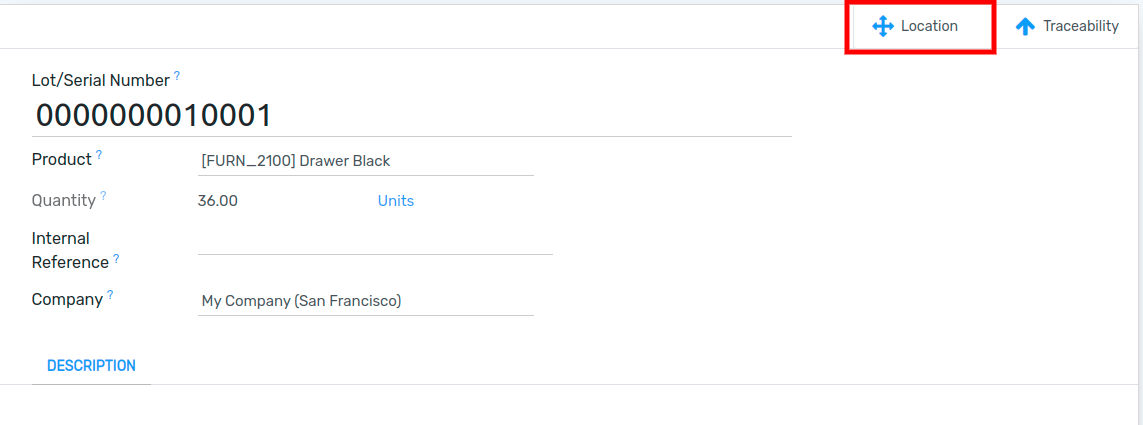 Location
Traceability
Lot/Serial Number ?
0000000010001
Product ?
[FURN_2100] Drawer Black
Quantity ?
36.00
Units
Internal
Reference ?
Company ?
My Company (San Francisco)
DESCRIPTION